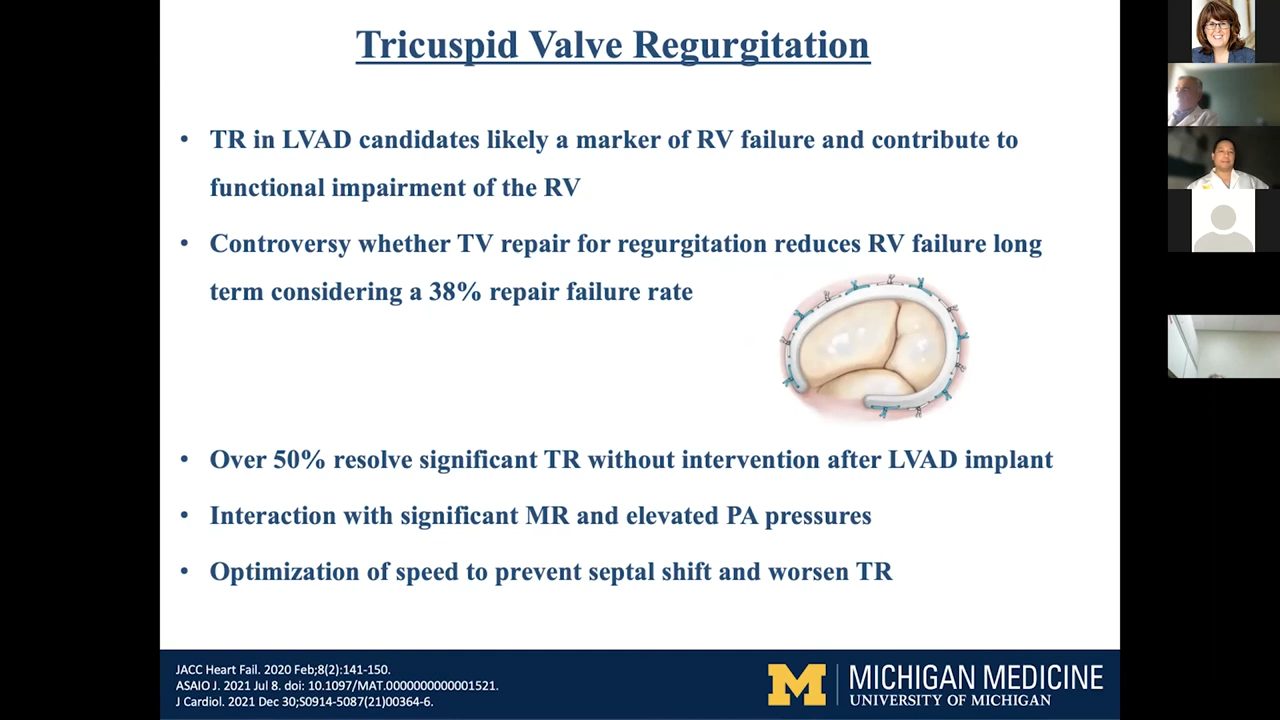 Tricuspid Valve Regurgitation
• TR in LVAD candidates likely a marker of RV failure and contribute to
functional impairment of the RV
• Controversy whether TV repair for regurgitation reduces RV failure long
term considering a 38% repair failure rate
• Over 50% resolve significant TR without intervention after LVAD implant
• Interaction with significant MR and elevated PA pressures
• Optimization of speed to prevent septal shift and worsen TR
JACC Heart Fail. 2020 Feb;8(2):141-150.
ASAIO J. 2021 Jul 8. doi: 10.1097/MAT.0000000000001521.
J Cardiol. 2021 Dec 30;S0914-5087(21)00364-6.
M
MICHIGAN MEDICINE
UNIVERSITY OF MICHIGAN